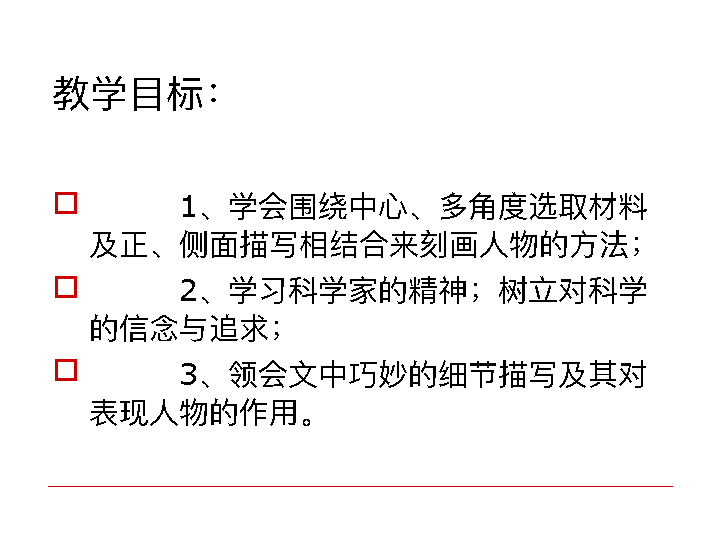 教学目标：
1、学会围绕中心、多角度选取材料
及正、侧面描写相结合来刻画人物的方法；
2、学习科学家的精神；树立对科学
的信念与追求；
3、领会文中巧妙的细节描写及其对
表现人物的作用。